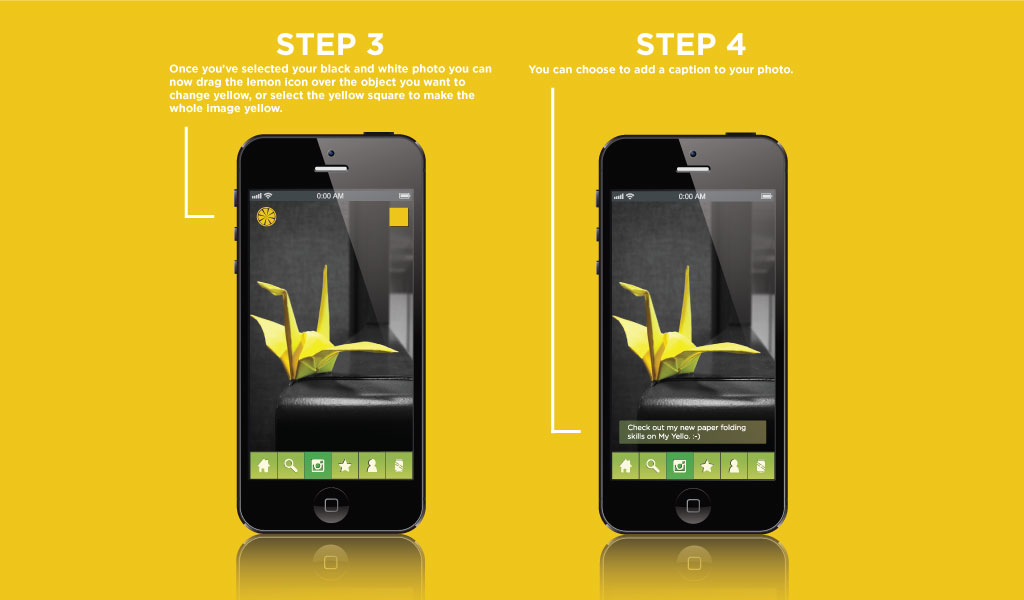 STEP 3
Once you've selected your black and white photo you can
now drag the lemon icon over the object you want to
change yellow, or select the yellow square to make the
whole image yellow.
0:00 AM
STEP 4
You can choose to add a caption to your photo.
0:00 AM
Check out my new paper folding
skills on My Yello. :-)